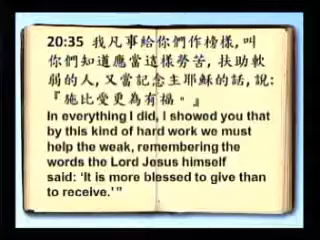 20:35 我凡事給你們作榜樣,叫
你們知道應當這樣勞苦,扶助軟
弱的人,又當記念主耶穌的話,說:
『施比受更為有福。』
In everything I did, I showed you that
by this kind of hard work we must
help the weak, remembering the
words the Lord Jesus himself
said: ‘It is more blessed to give than
to receive.’”